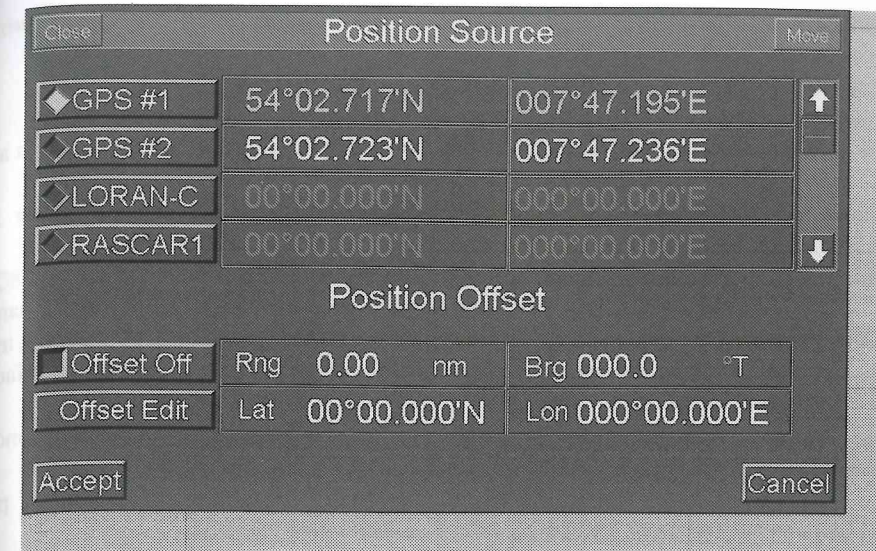 Close Position Source Move
GPS #1 54°02.717'N 007°47.195'E
GPS #2 54°02.723'N 007°47.236'E
LORAN-C 00°00.000'N 000°00.000'E
RASCAR1 00°00.000'N 000°00.000'E
Position Offset
Offset Off Rng 0.00 nm Brg 000.0 °T
Offset Edit Lat 00°00.000'N Lon 000°00.000'E
Accept Cancel